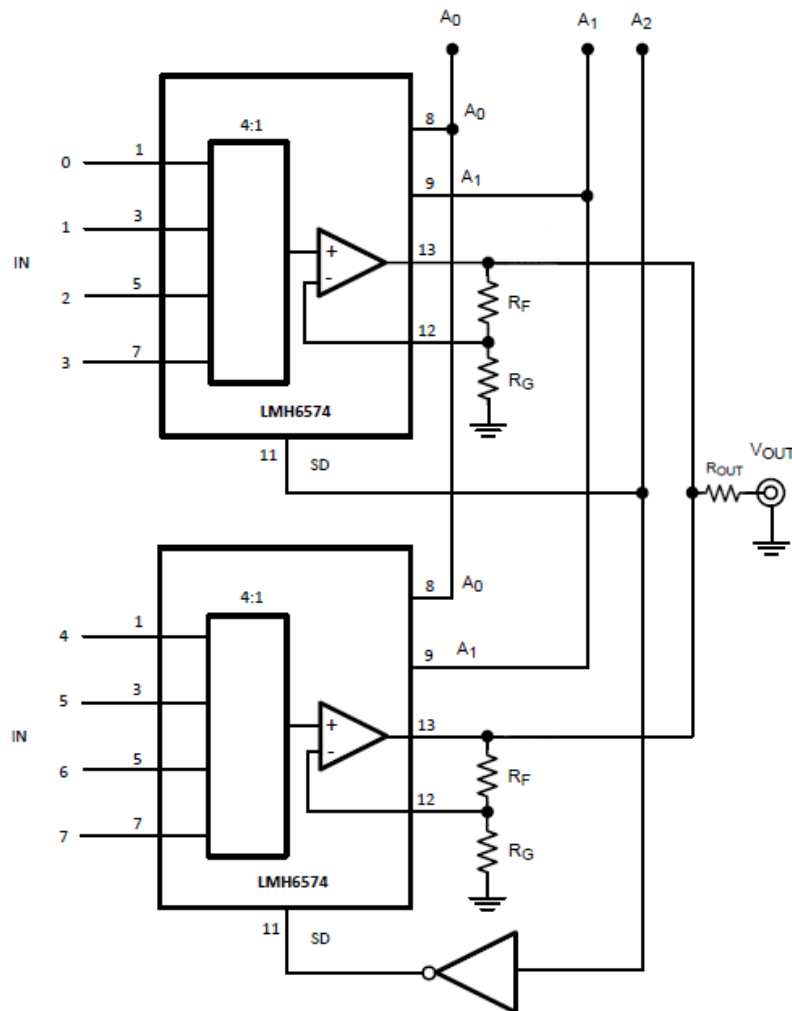 A0 A1 A2
8 A0
4:1
0 1
9 A1
1 3
+ 13
IN
-
2 5
RF
12
3 7
RG
LMH6574
11 SD
VOUT
ROUT
8 A0
4:1
4 1
9 A1
5 3
+ 13
IN
-
6 5
RF
12
7 7
RG
LMH6574
11 SD